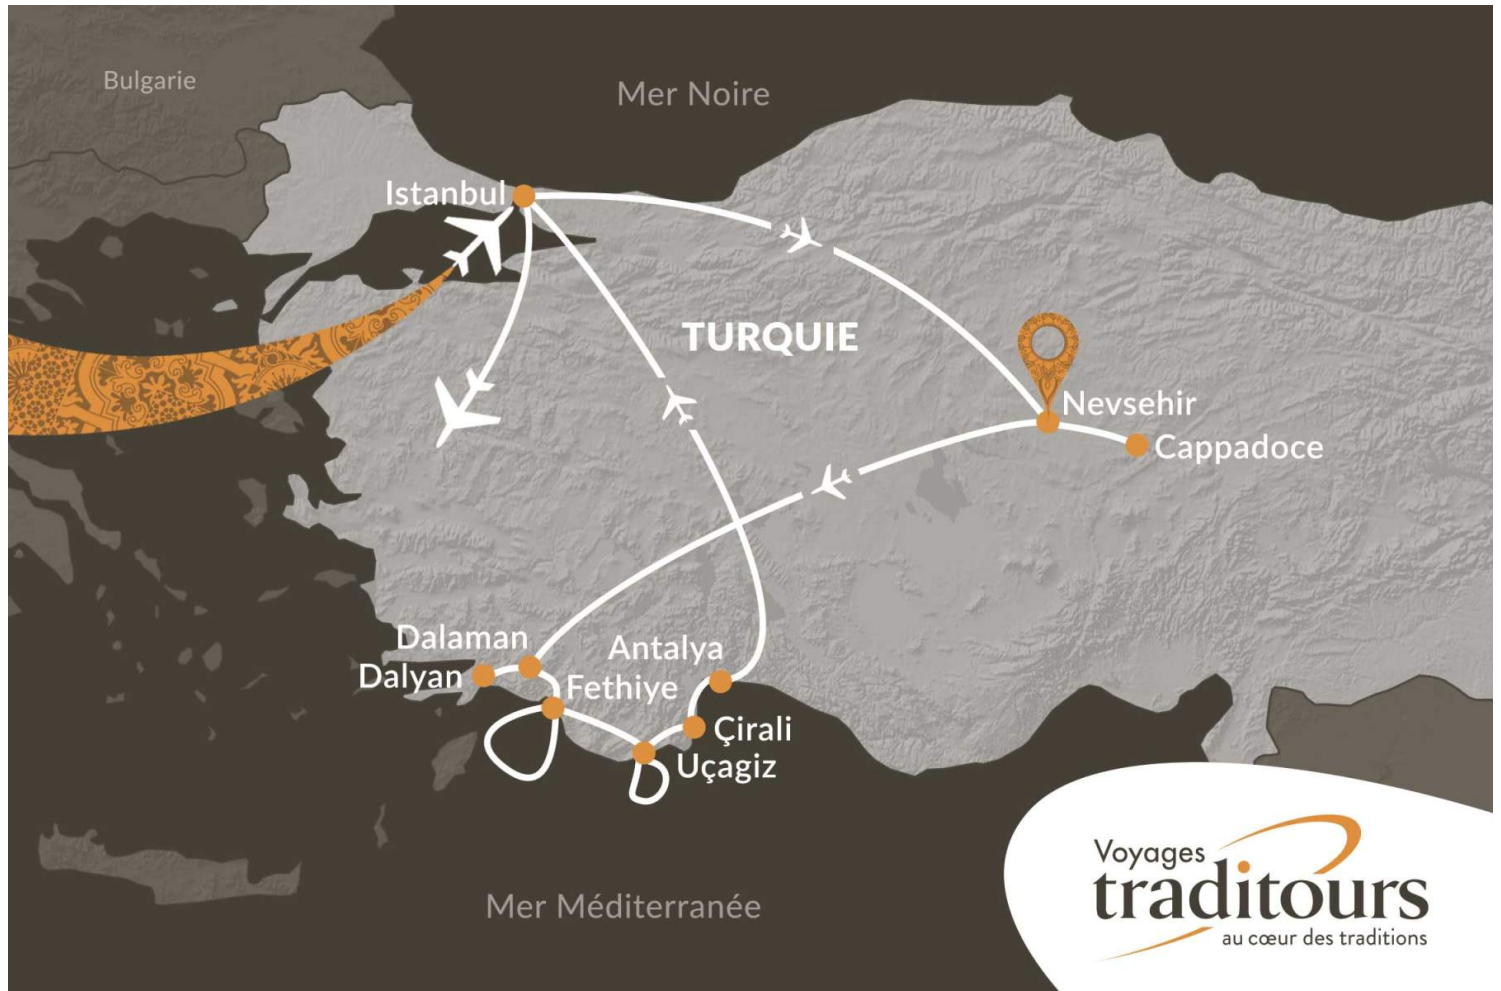 Bulgarie
Mer Noire
Istanbul
TURQUIE
Nevsehir
Cappadoce
Dalaman
Antalya
Dalyan
Fethiye
Çirali
Uçagiz
Mer Méditerranée
Voyages
traditours
au cœur des traditions